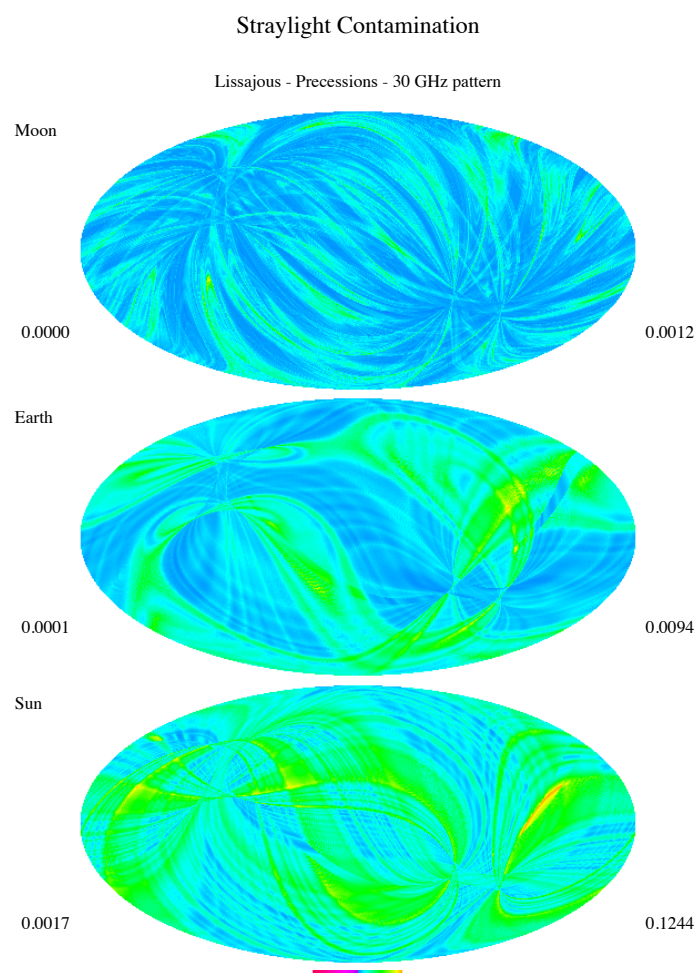 Straylight Contamination
Lissajous - Precessions - 30 GHz pattern
Moon
0.0000
0.0012
Earth
0.0001
0.0094
Sun
0.0017
0.1244